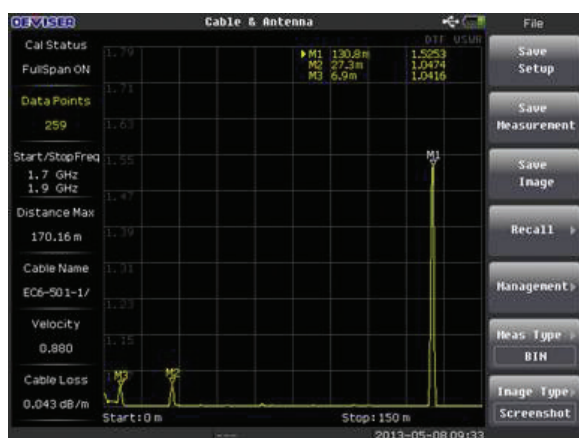 DEVISER
Cable & Antenna
File
DTF VSWR
Cal Status
FullSpan ON
Data Points
259
Start/StopFreq
1.7 GHz
1.9 GHz
Distance Max
170.16 m
Cable Name
EC6-50 1-1/
Velocity
0.880
Cable Loss
0.043 dB/m
1.79
1.71
1.63
1.55
1.47
1.39
1.31
1.23
1.15
M1 130.8m 1.5253
M2 27.3m 1.0474
M3 6.9m 1.0416
M1
M3
M2
Start:0 m
Stop:150 m
---
2013-05-08 09:33
Save
Setup
Save
Measurement
Save
Image
Recall
Management
Meas Type
BIN
Image Type
Screenshot